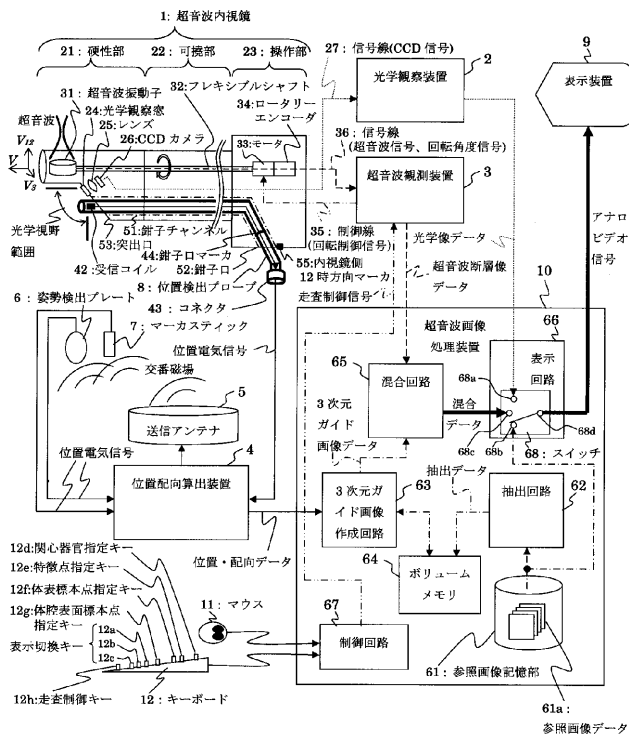 1：超音波内視鏡
21：硬性部
22：可撓部
23：操作部
27：信号線(CCD 信号)
31：超音波振動子
32：フレキシブルシャフト
24：光学観察窓
25：レンズ
26：CCD カメラ
34：ロータリー
エンコーダ
33：モータ
超音波
V12
V
V3
光学視野
範囲
36：信号線
(超音波信号、回転角度信号)
2
光学観察装置
3
超音波観測装置
9
表示装置
35：制御線
(回転制御信号)
51：鉗子チャンネル
53：突出口
44：鉗子口マーカ
42：受信コイル
52：鉗子口
8：位置検出プローブ
43：コネクタ
55：内視鏡側
12 時方向マーカ
走査制御信号
光学像データ
超音波断層像
データ
アナロ
ビデオ
信号
10
6：姿勢検出プレート
7：マーカスティック
位置電気信号
交番磁場
5
送信アンテナ
位置電気信号
4
位置配向算出装置
位置・配向データ
超音波画像
処理装置
66
表示
回路
65
混合回路
混合
データ
68a
68c
68b
68d
68：スイッチ
3 次元
ガイド
画像データ
抽出データ
3 次元ガ
イド画像
作成回路
63
抽出回路
62
64
ボリューム
メモリ
67
制御回路
61：参照画像記憶部
61a：
参照画像データ
12d：関心器官指定キー
12e：特徴点指定キー
12f：体表標本点指定キー
12g：体腔表面標本点
指定キー
表示切換キー
12a
12b
12c
11：マウス
12h：走査制御キー
12：キーボード